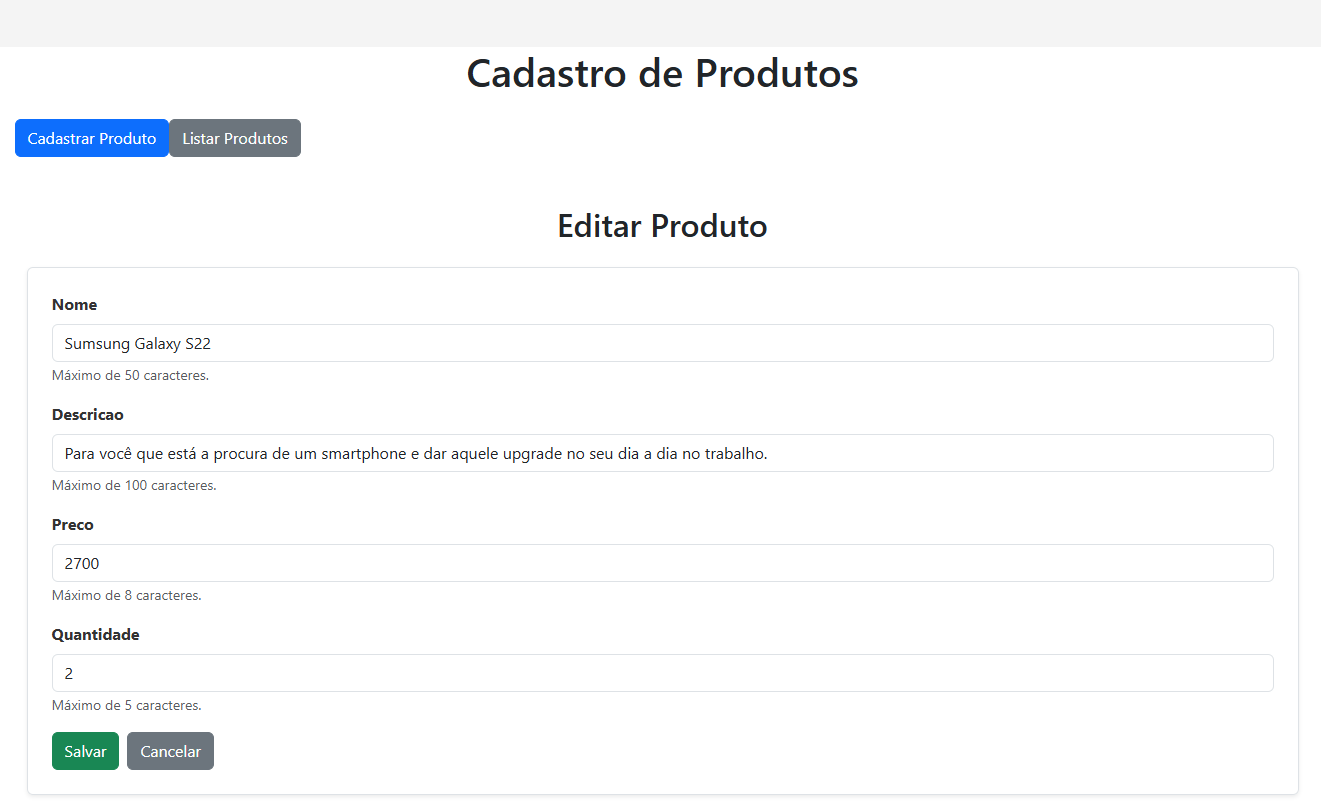 Cadastro de Produtos
Cadastrar Produto Listar Produtos
Editar Produto
Nome
Sumsung Galaxy S22
Máximo de 50 caracteres.
Descricao
Para você que está a procura de um smartphone e dar aquele upgrade no seu dia a dia no trabalho.
Máximo de 100 caracteres.
Preco
2700
Máximo de 8 caracteres.
Quantidade
2
Máximo de 5 caracteres.
Salvar Cancelar